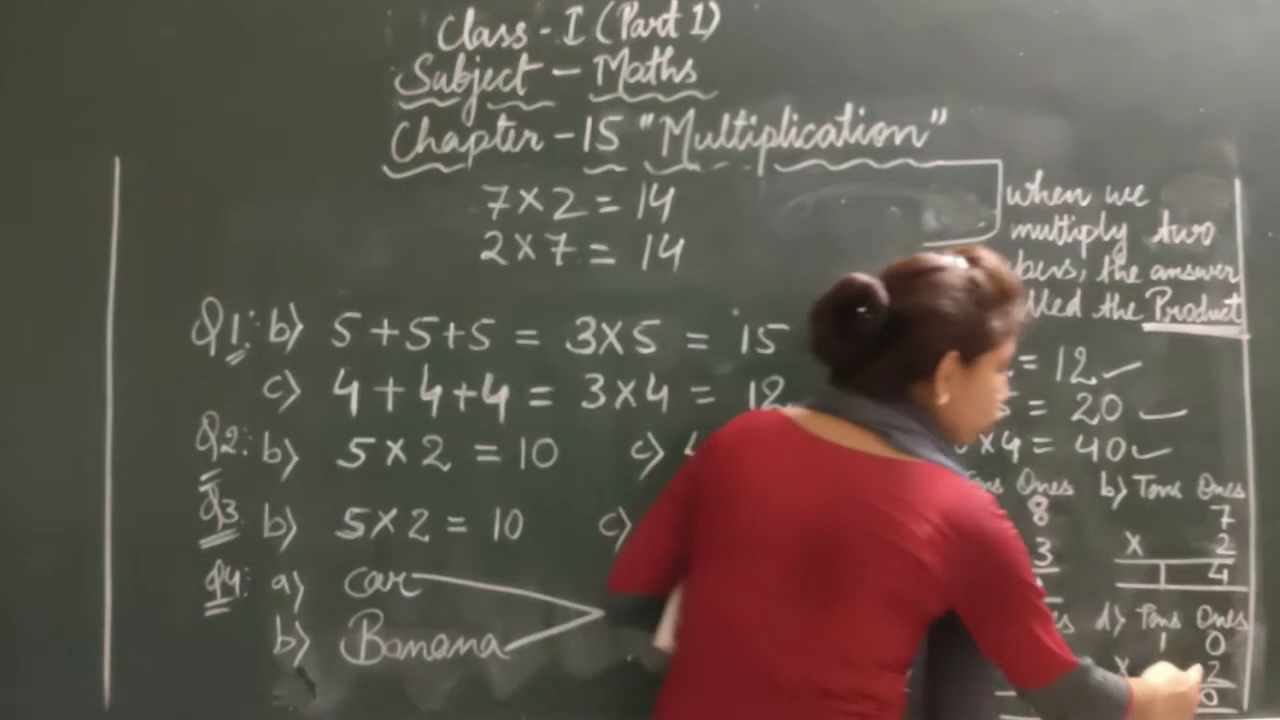 Class - I (Part 1)
Subject - Maths
Chapter - 15 "Multiplication"
7 × 2 = 14
2 × 7 = 14
when we
multiply two
the answer
the Product
Q1: b) 5 + 5 + 5 = 3 × 5 = 15
c) 4 + 4 + 4 = 3 × 4 = 12
Q2: b) 5 × 2 = 10 c)
Q3 b) 5 × 2 = 10 c)
Q4: a) car
b) Banana
= 12 ✓
= 20 ✓
× 4 = 40 ✓
Ones
8
3
b) Tens Ones
7
× 2
1 4
d) Tens Ones
1 0
× 2
0